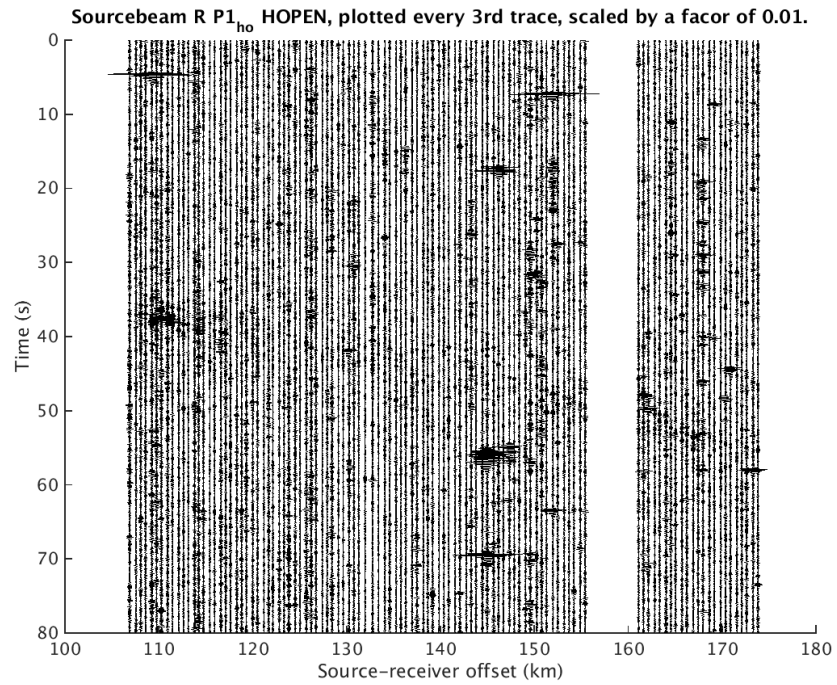 Sourcebeam R P1ho HOPEN, plotted every 3rd trace, scaled by a facor of 0.01.
0
10
20
30
40
50
60
70
80
Time (s)
100 110 120 130 140 150 160 170 180
Source-receiver offset (km)